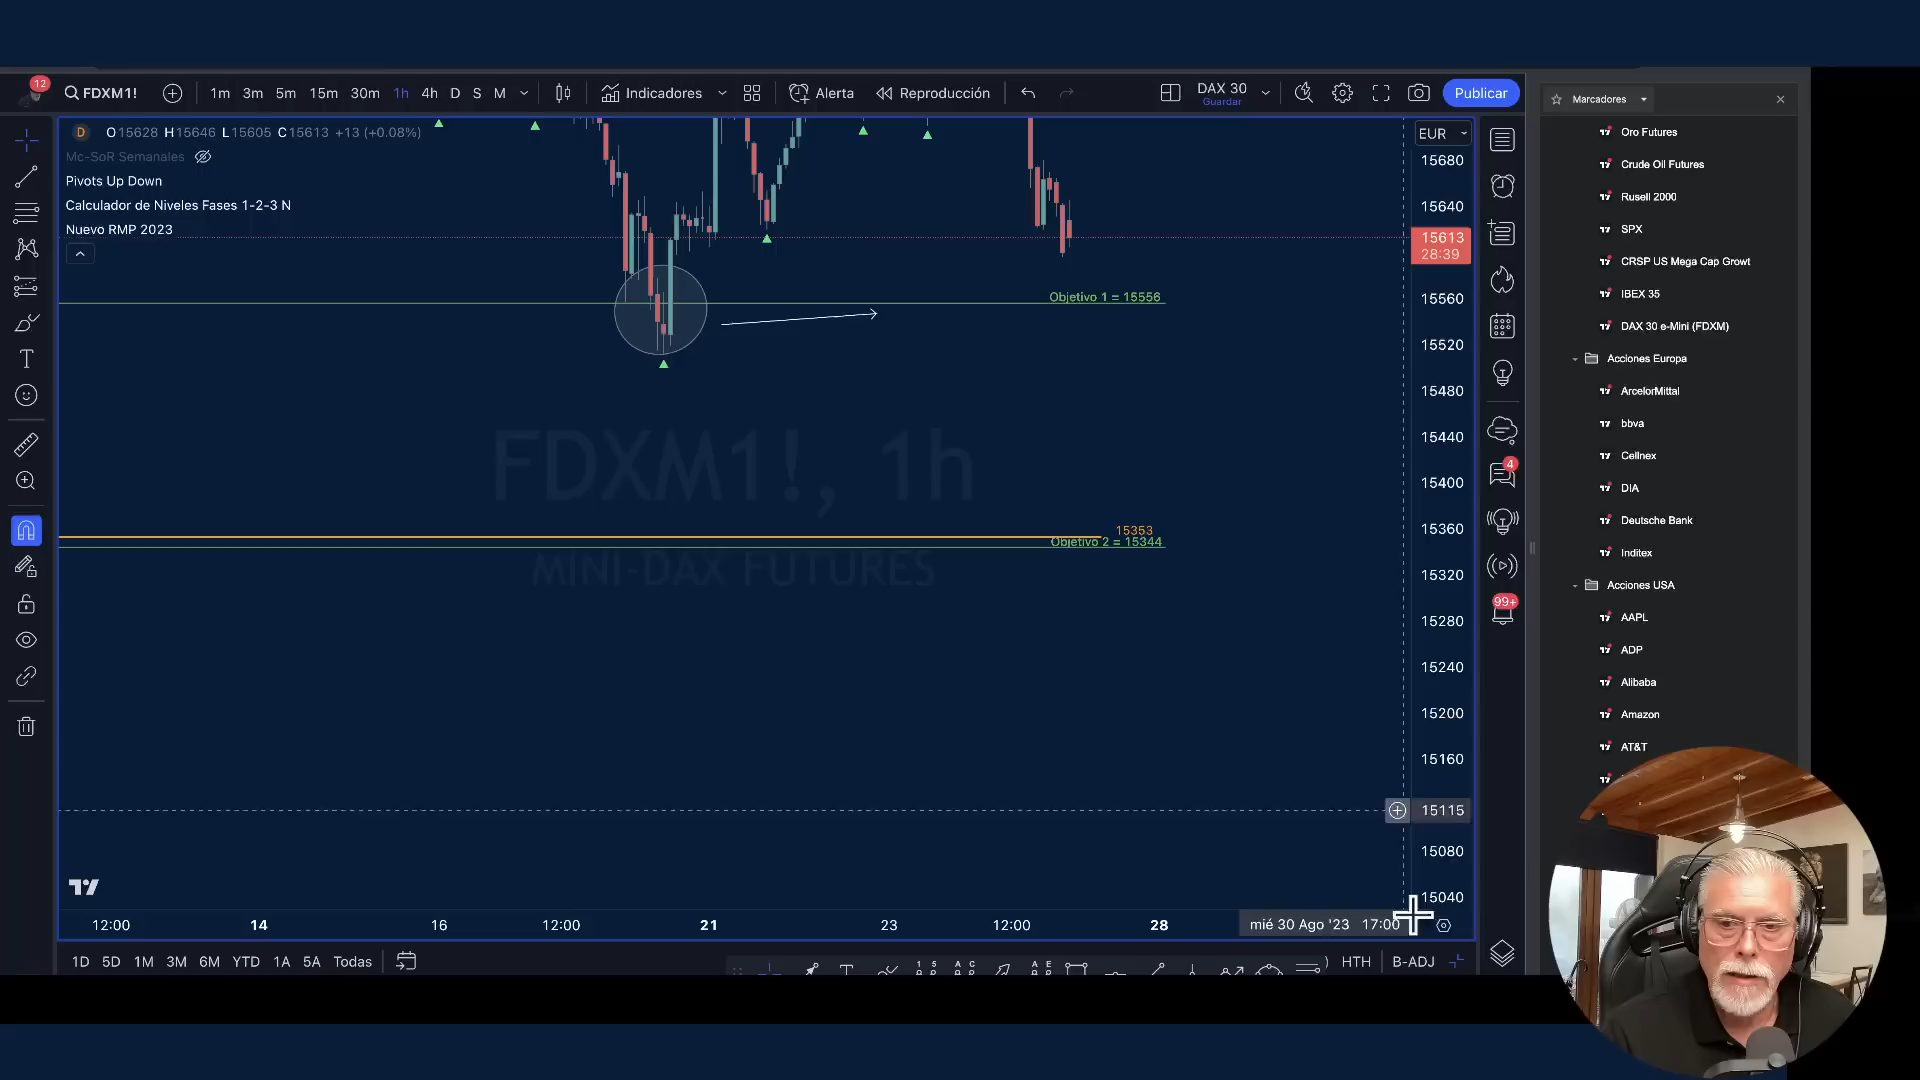 12
FDXM1!
1m 3m 5m 15m 30m 1h 4h D S M
Indicadores
Alerta
Reproducción
DAX 30
Guardar
Publicar
D O15628 H15646 L15605 C15613 +13 (+0.08%)
Mc-SoR Semanales
Pivots Up Down
Calculador de Niveles Fases 1-2-3 N
Nuevo RMP 2023
EUR
15680
15640
15613
28:39
15560
15520
15480
15440
15400
15360
15320
15280
15240
15200
15160
15115
15080
15040
Objetivo 1 = 15556
15353
Objetivo 2 = 15344
FDXM1!, 1h
MINI-DAX FUTURES
12:00 14 16 12:00 21 23 12:00 28 mié 30 Ago '23 17:00
1D 5D 1M 3M 6M YTD 1A 5A Todas
HTH B-ADJ
4
99+
Marcadores
Oro Futures
Crude Oil Futures
Rusell 2000
SPX
CRSP US Mega Cap Growt
IBEX 35
DAX 30 e-Mini (FDXM)
Acciones Europa
ArcelorMittal
bbva
Cellnex
DIA
Deutsche Bank
Inditex
Acciones USA
AAPL
ADP
Alibaba
Amazon
AT&T